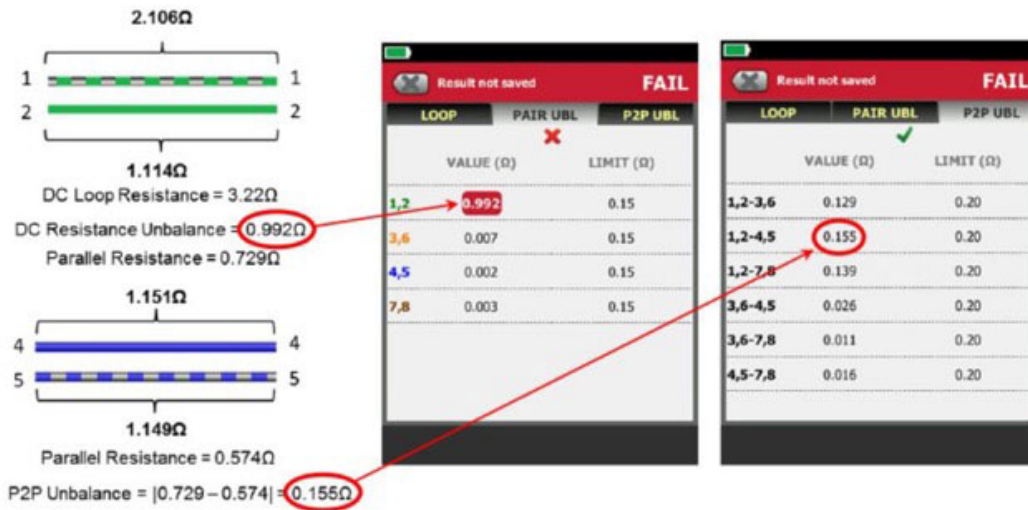 2.106Ω
1 1
2 2
1.114Ω
DC Loop Resistance = 3.22Ω
DC Resistance Unbalance = 0.992Ω
Parallel Resistance = 0.729Ω
1.151Ω
4 4
5 5
1.149Ω
Parallel Resistance = 0.574Ω
P2P Unbalance = |0.729 – 0.574| = 0.155Ω
Result not saved FAIL
LOOP PAIR UBL P2P UBL
VALUE (Ω) LIMIT (Ω)
1,2 0.992 0.15
3,6 0.007 0.15
4,5 0.002 0.15
7,8 0.003 0.15
Result not saved FAIL
LOOP PAIR UBL P2P UBL
VALUE (Ω) LIMIT (Ω)
1,2-3,6 0.129 0.20
1,2-4,5 0.155 0.20
1,2-7,8 0.139 0.20
3,6-4,5 0.026 0.20
3,6-7,8 0.011 0.20
4,5-7,8 0.016 0.20